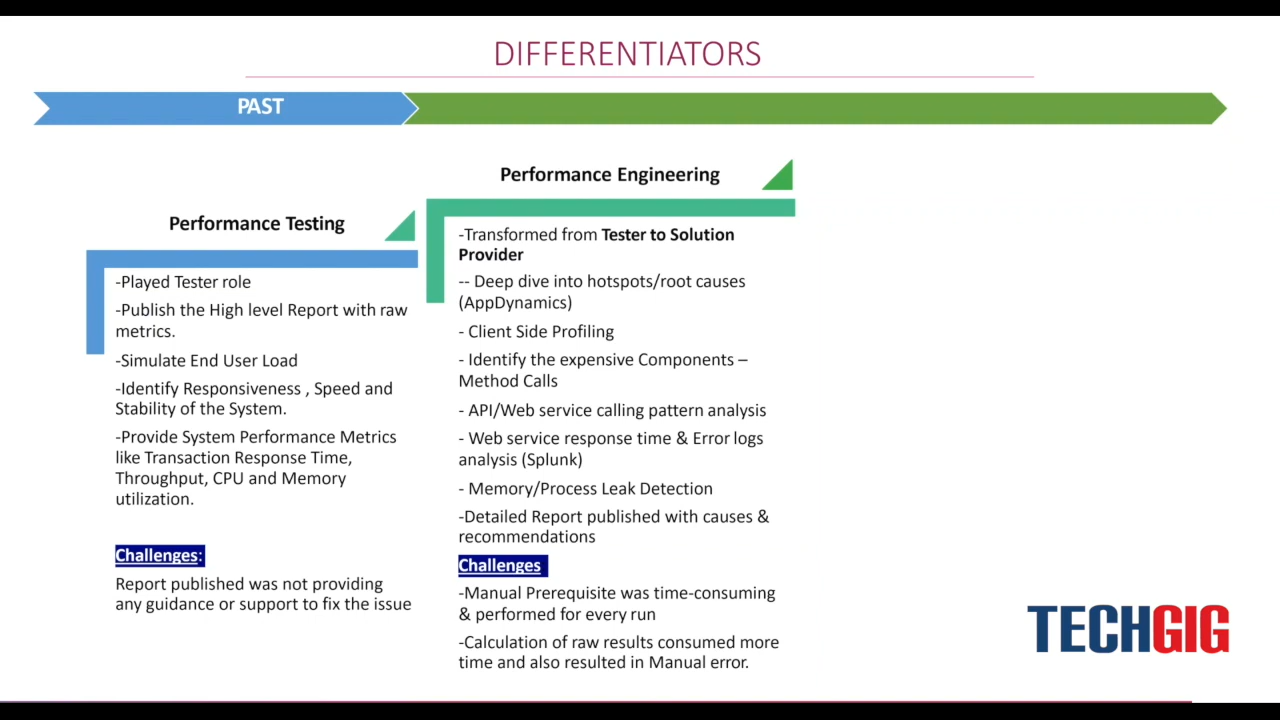 DIFFERENTIATORS
PAST
Performance Testing
-Played Tester role
-Publish the High level Report with raw
metrics.
-Simulate End User Load
-Identify Responsiveness , Speed and
Stability of the System.
-Provide System Performance Metrics
like Transaction Response Time,
Throughput, CPU and Memory
utilization.
Challenges:
Report published was not providing
any guidance or support to fix the issue
Performance Engineering
-Transformed from Tester to Solution
Provider
-- Deep dive into hotspots/root causes
(AppDynamics)
- Client Side Profiling
- Identify the expensive Components –
Method Calls
- API/Web service calling pattern analysis
- Web service response time & Error logs
analysis (Splunk)
- Memory/Process Leak Detection
-Detailed Report published with causes &
recommendations
Challenges
-Manual Prerequisite was time-consuming
& performed for every run
-Calculation of raw results consumed more
time and also resulted in Manual error.
TECHGIG